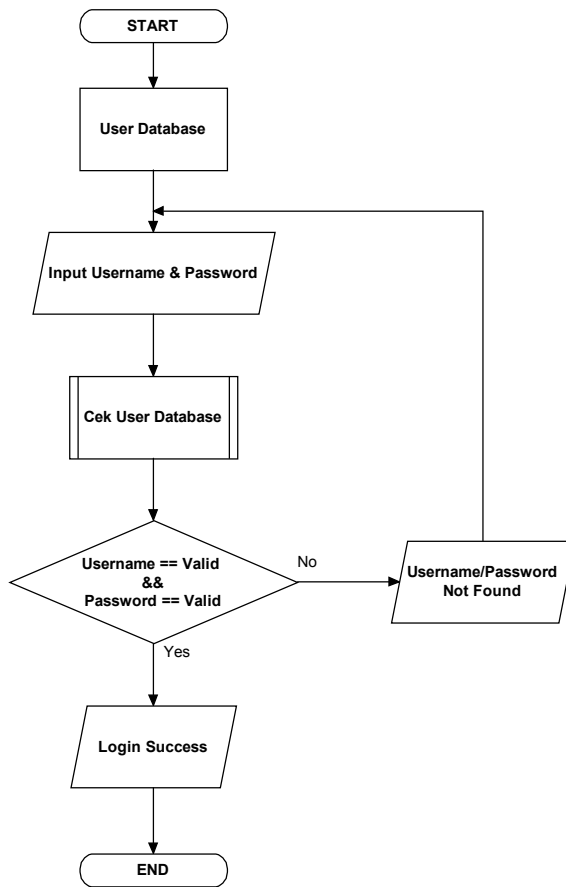 START
User Database
Input Username & Password
Cek User Database
Username == Valid
&&
Password == Valid
No
Username/Password
Not Found
Yes
Login Success
END